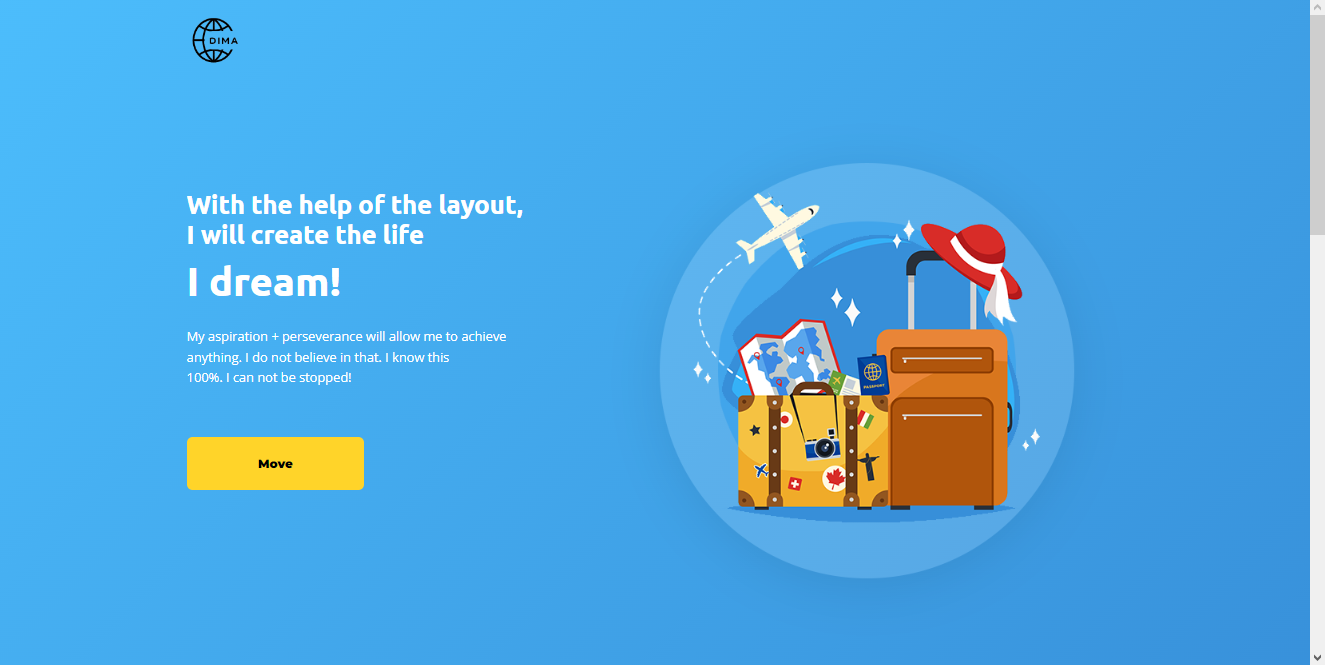 DIMA
With the help of the layout,
I will create the life
I dream!
My aspiration + perseverance will allow me to achieve
anything. I do not believe in that. I know this
100%. I can not be stopped!
PASSPORT
Move